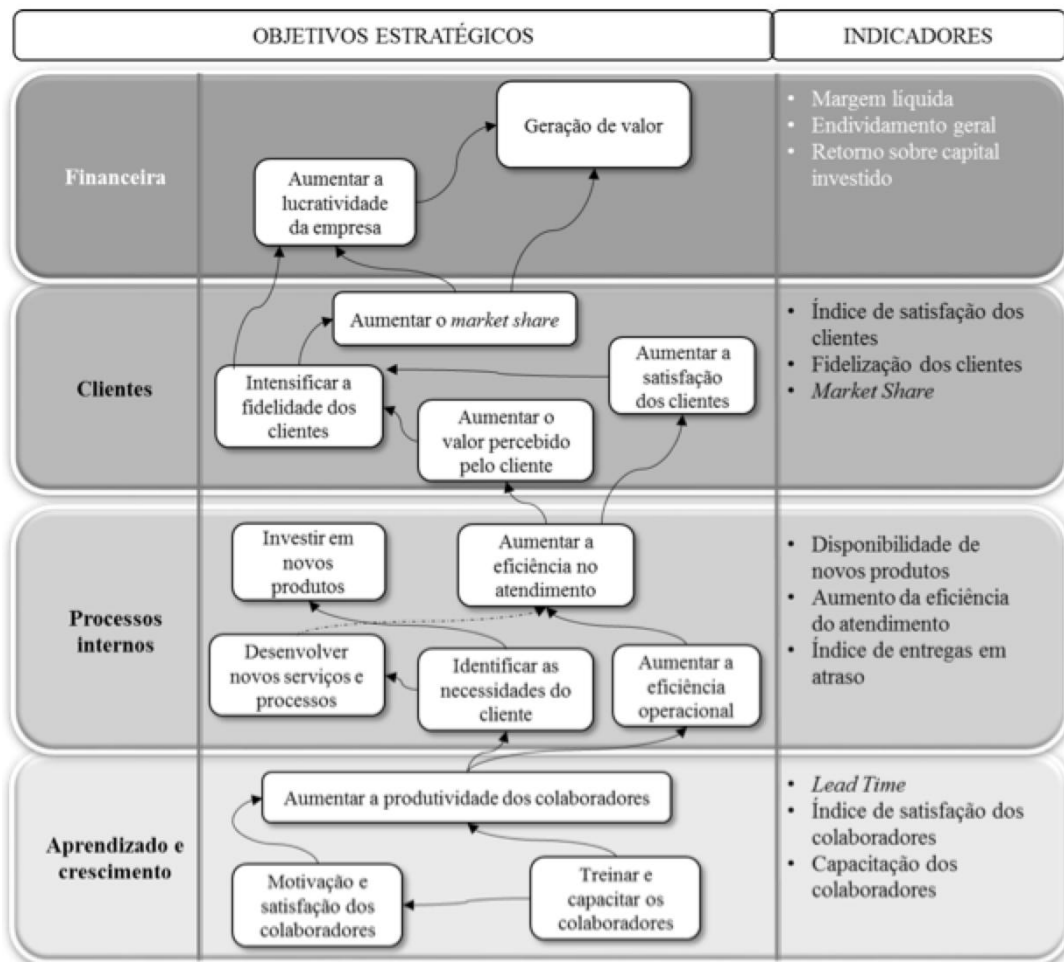 OBJETIVOS ESTRATÉGICOS
INDICADORES
Financeira
Geração de valor
Aumentar a
lucratividade
da empresa
• Margem líquida
• Endividamento geral
• Retorno sobre capital
investido
Clientes
Aumentar o market share
Intensificar a
fidelidade dos
clientes
Aumentar o
valor percebido
pelo cliente
Aumentar a
satisfação
dos clientes
• Índice de satisfação dos
clientes
• Fidelização dos clientes
• Market Share
Processos
internos
Investir em
novos
produtos
Aumentar a
eficiência no
atendimento
Desenvolver
novos serviços e
processos
Identificar as
necessidades do
cliente
Aumentar a
eficiência
operacional
• Disponibilidade de
novos produtos
• Aumento da eficiência
do atendimento
• Índice de entregas em
atraso
Aprendizado e
crescimento
Aumentar a produtividade dos colaboradores
Motivação e
satisfação dos
colaboradores
Treinar e
capacitar os
colaboradores
• Lead Time
• Índice de satisfação dos
colaboradores
• Capacitação dos
colaboradores